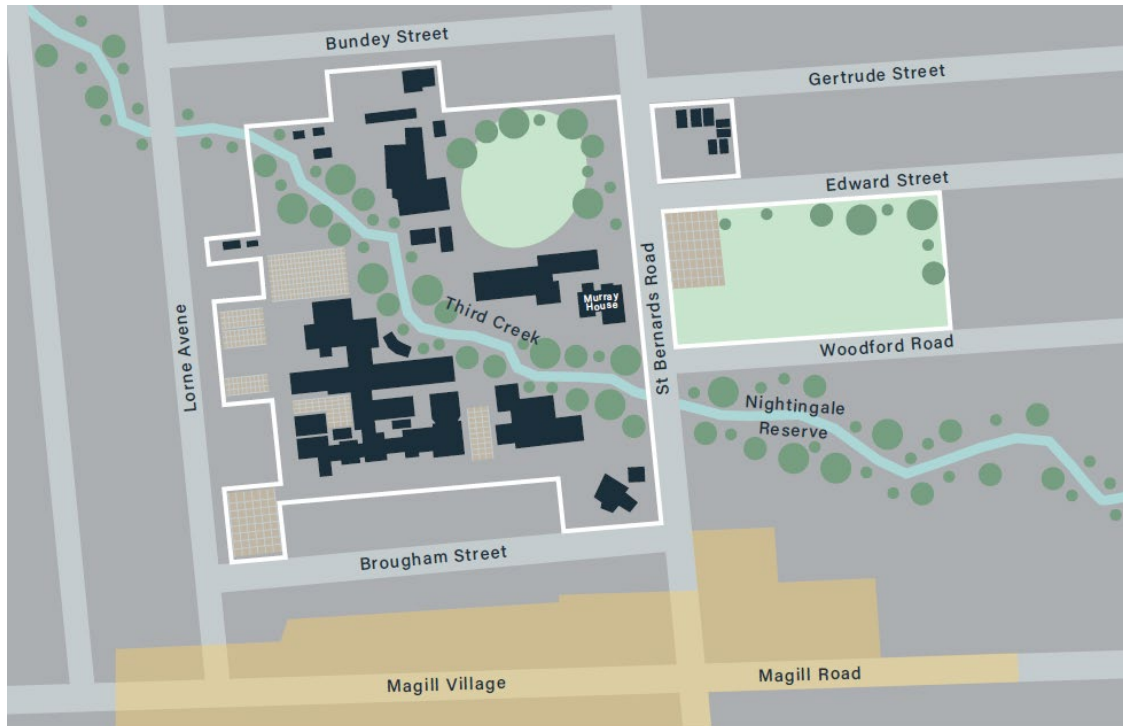 Bundey Street
Gertrude Street
Edward Street
Murray
House
Third Creek
St Bernards Road
Woodford Road
Lorne Avene
Nightingale
Reserve
Brougham Street
Magill Village
Magill Road